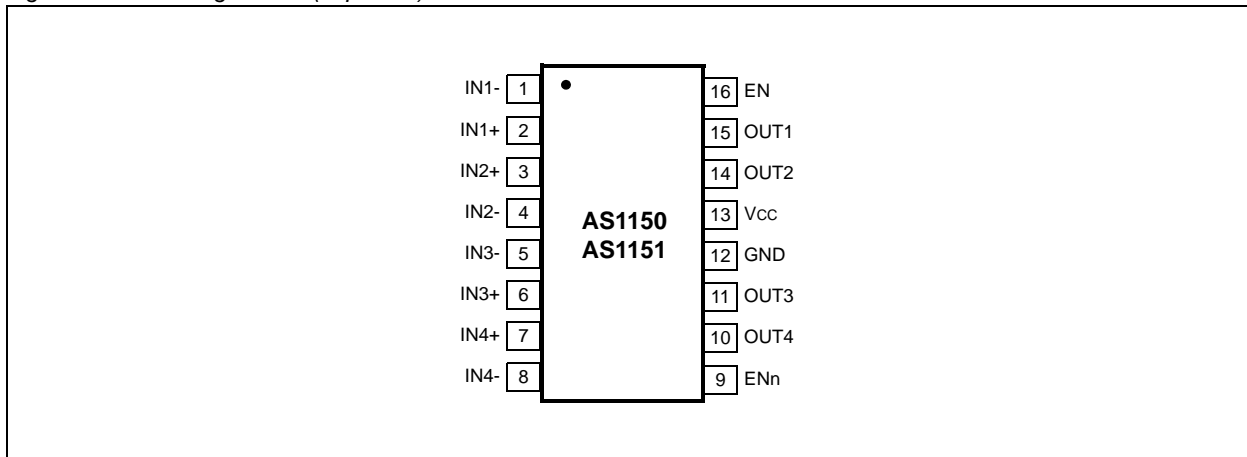 IN1- 1
IN1+ 2
IN2+ 3
IN2- 4
IN3- 5
IN3+ 6
IN4+ 7
IN4- 8
AS1150
AS1151
16 EN
15 OUT1
14 OUT2
13 VCC
12 GND
11 OUT3
10 OUT4
9 ENn